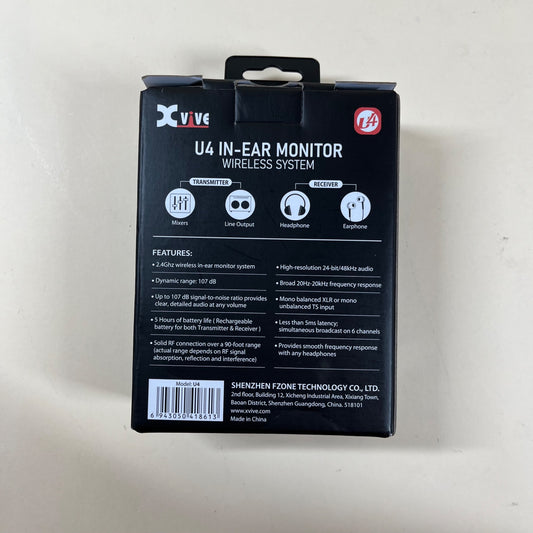 Xvive
U4
U4 IN-EAR MONITOR
WIRELESS SYSTEM
TRANSMITTER
RECEIVER
Mixers
Line Output
Headphone
Earphone
FEATURES:
• 2.4Ghz wireless in-ear monitor system
• Dynamic range: 107 dB
• Up to 107 dB signal-to-noise ratio provides
clear, detailed audio at any volume
• 5 Hours of battery life ( Rechargable
battery for both Transmitter & Receiver )
• Solid RF connection over a 90-foot range
(actual range depends on RF signal
absorption, reflection and interference)
• High-resolution 24-bit/48kHz audio
• Broad 20Hz-20kHz frequency response
• Mono balanced XLR or mono
unbalanced TS input
• Less than 5ms latency;
simultaneous broadcast on 6 channels
• Provides smooth frequency response
with any headphones
Model: U4
6 943050 418613
SHENZHEN FZONE TECHNOLOGY CO., LTD.
2nd floor, Building 12, Xicheng Industrial Area, Xixiang Town,
Baoan District, Shenzhen Guangdong, China. 518101
www.xvive.com
Made in China